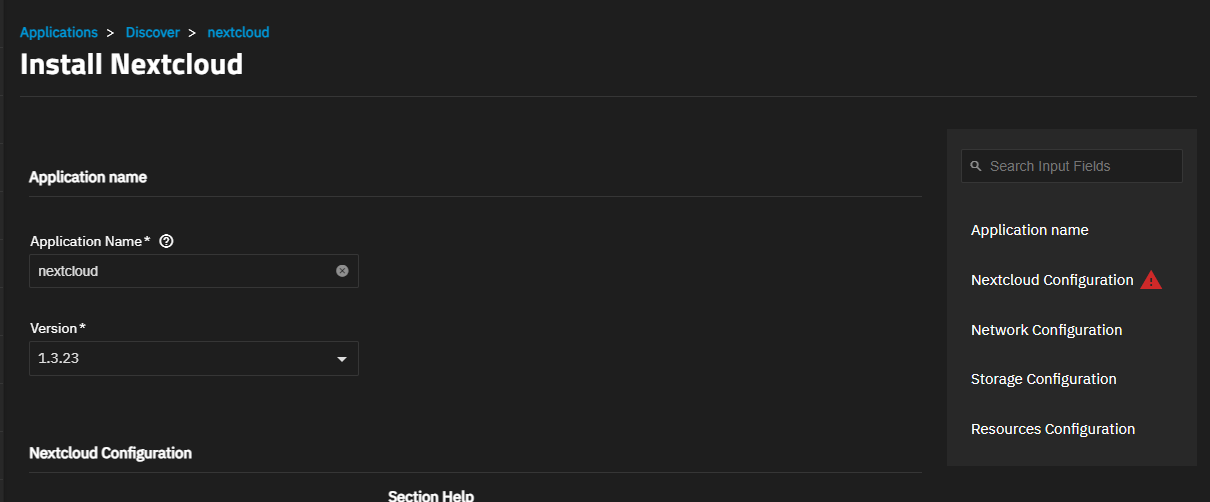 Applications > Discover > nextcloud
Install Nextcloud
Application name
Application Name*
nextcloud
Version*
1.3.23
Nextcloud Configuration
Section Help
Search Input Fields
Application name
Nextcloud Configuration
Network Configuration
Storage Configuration
Resources Configuration